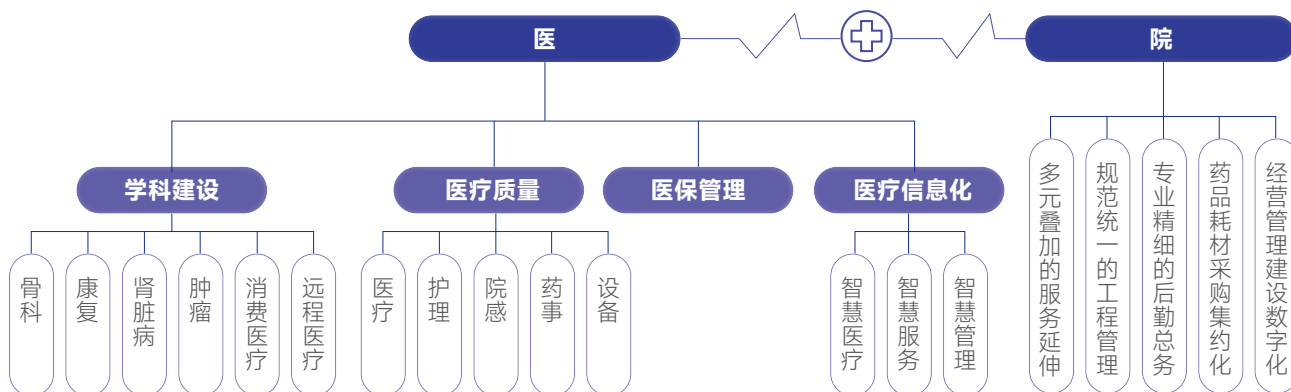 医
院
学科建设
医疗质量
医保管理
医疗信息化
骨科
康复
肾脏病
肿瘤
消费医疗
远程医疗
医疗
护理
院感
药事
设备
智慧医疗
智慧服务
智慧管理
多元叠加的服务延伸
规范统一的工程管理
专业精细的后勤总务
药品耗材采购集约化
经营管理建设数字化